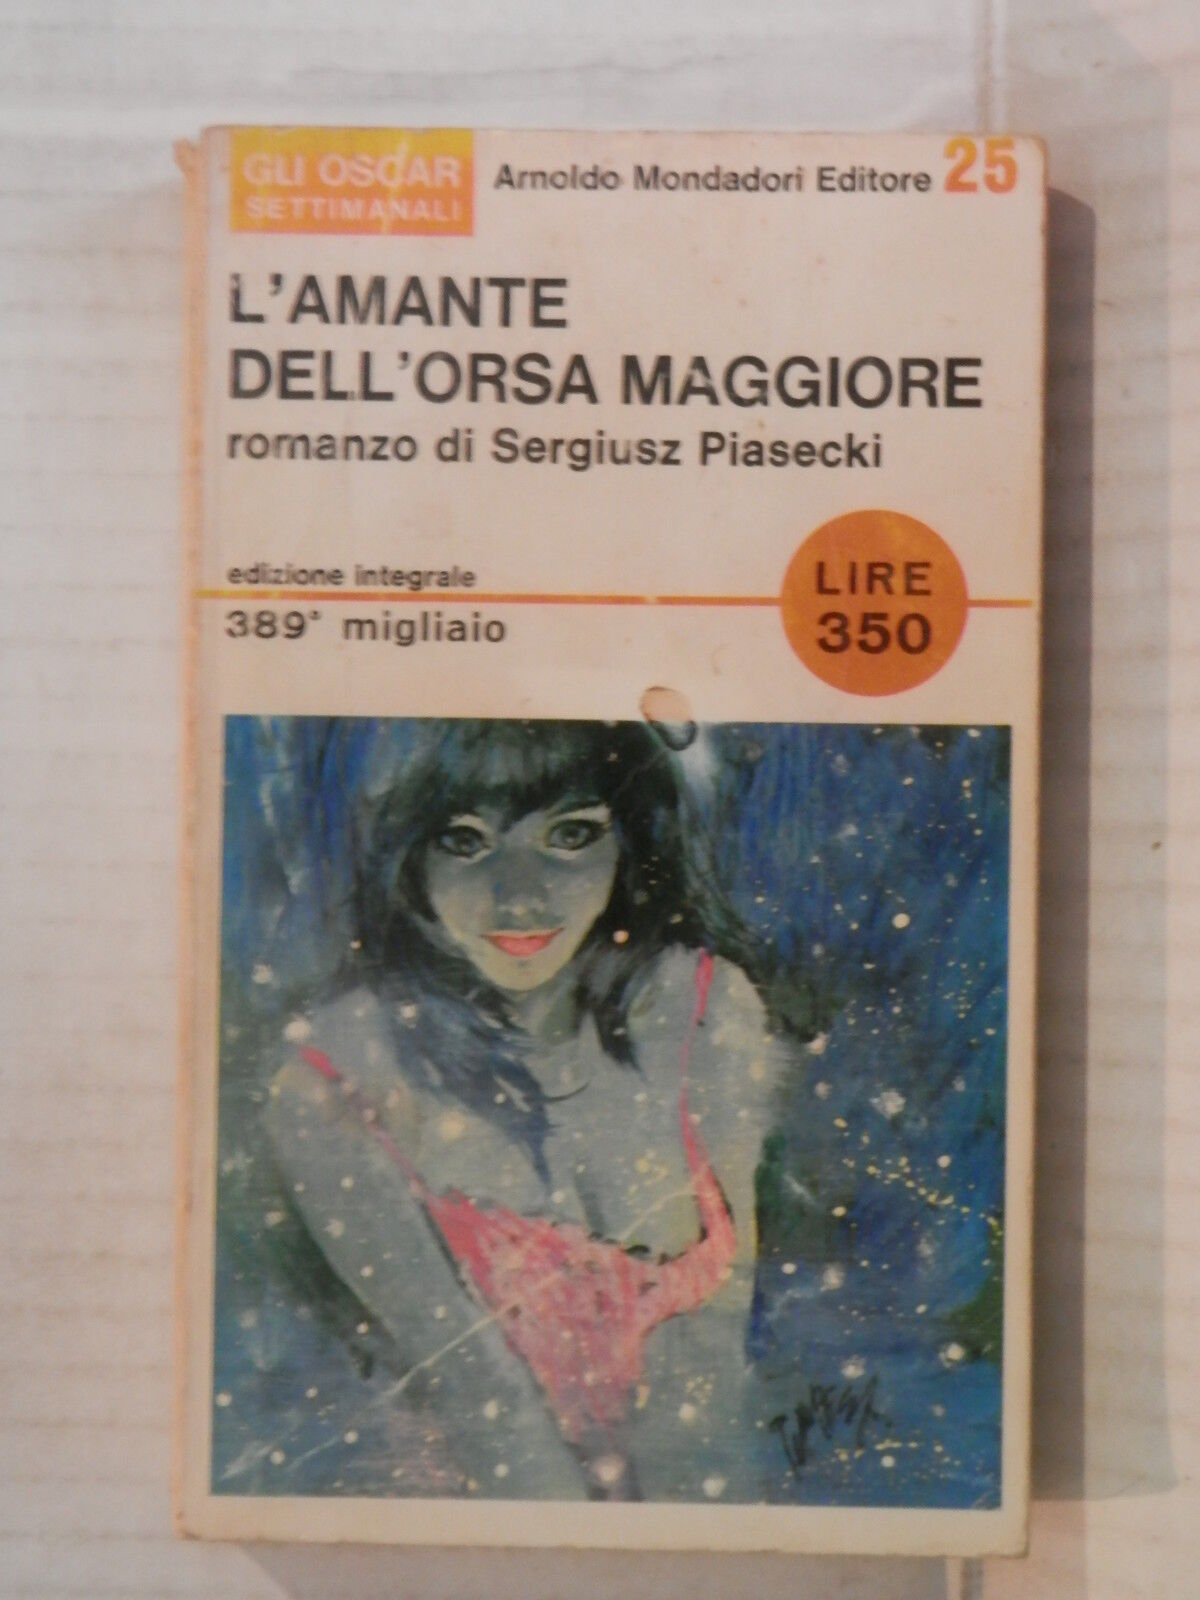 GLI OSCAR
SETTIMANALI
Arnoldo Mondadori Editore 25
L'AMANTE
DELL'ORSA MAGGIORE
romanzo di Sergiusz Piasecki
edizione integrale
389° migliaio
LIRE
350